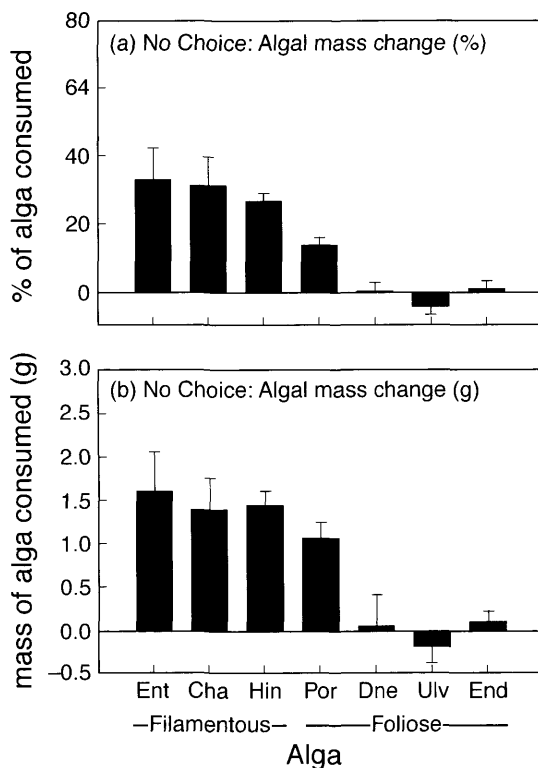 (a) No Choice: Algal mass change (%)
% of alga consumed
80
64
40
20
0
(b) No Choice: Algal mass change (g)
mass of alga consumed (g)
3.0
2.5
2.0
1.5
1.0
0.5
0.0
–0.5
Ent Cha Hin Por Dne Ulv End
Filamentous Foliose
Alga